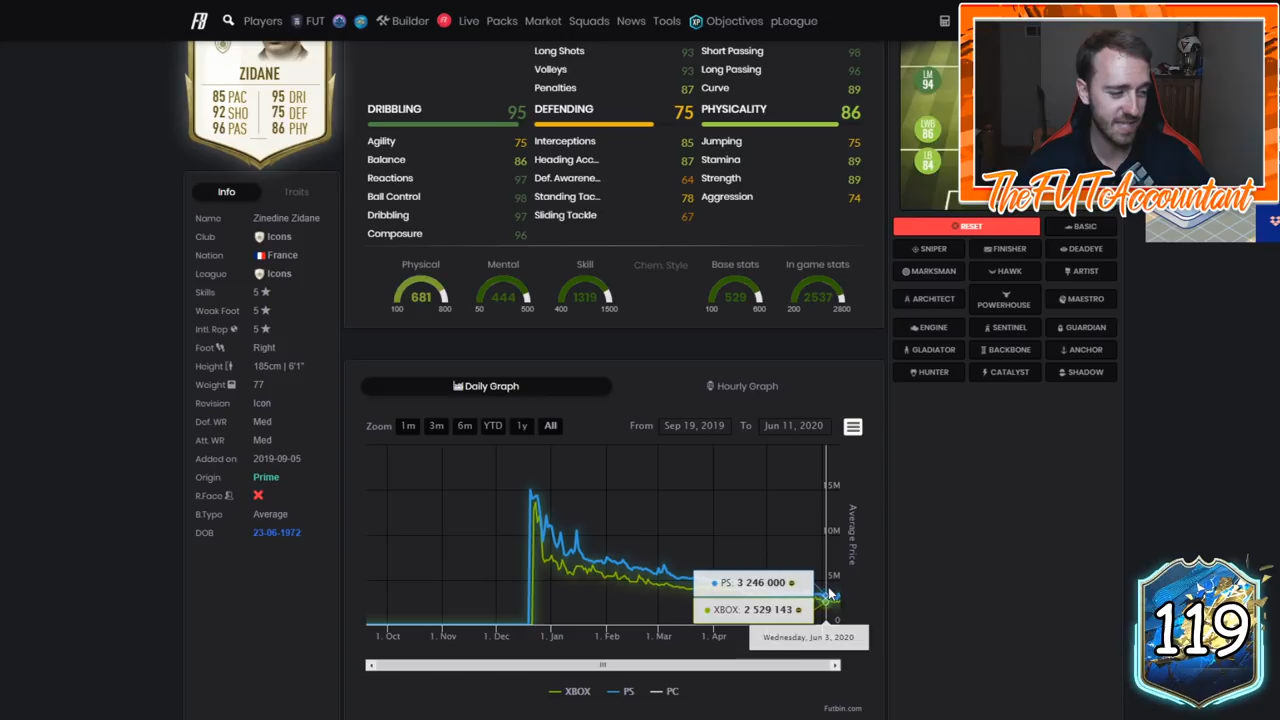 FB Players FUT Builder Live Packs Market Squads News Tools XP Objectives pLeague
ZIDANE
85 PAC 95 DRI
92 SHO 75 DEF
96 PAS 86 PHY
Long Shots 93 Short Passing 98
Volleys 93 Long Passing 96
Penalties 87 Curve 89
DRIBBLING 95 DEFENDING 75 PHYSICALITY 86
Agility 75 Interceptions 85 Jumping 75
Balance 86 Heading Acc... 87 Stamina 89
Reactions 97 Def. Awarene... 64 Strength 89
Ball Control 98 Standing Tac... 78 Aggression 74
Dribbling 97 Sliding Tackle 67
Composure 96
Physical Mental Skill Chem. Style Base stats In game stats
681 444 1319 529 2537
100 800 50 500 400 1500 100 600 200 2800
Info Traits
Name Zinedine Zidane
Club Icons
Nation France
League Icons
Skills 5
Weak Foot 5
Intl. Rep 5
Foot Right
Height 185cm | 6'1"
Weight 77
Revision Icon
Def. WR Med
Att. WR Med
Added on 2019-09-05
Origin Prime
R.Face
B.Type Average
DOB 23-06-1972
Daily Graph Hourly Graph
Zoom 1m 3m 6m YTD 1y All From Sep 19, 2019 To Jun 11, 2020
15M
10M
5M
0
Average Price
PS: 3 246 000
XBOX: 2 529 143
1. Oct 1. Nov 1. Dec 1. Jan 1. Feb 1. Mar 1. Apr
Wednesday, Jun 3, 2020
XBOX PS PC
Futbin.com
LM
94
LWB
86
LB
84
TheFUTAccountant
RESET BASIC
SNIPER FINISHER DEADEYE
MARKSMAN HAWK ARTIST
ARCHITECT POWERHOUSE MAESTRO
ENGINE SENTINEL GUARDIAN
GLADIATOR BACKBONE ANCHOR
HUNTER CATALYST SHADOW
119